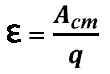 ε = A_cm / q